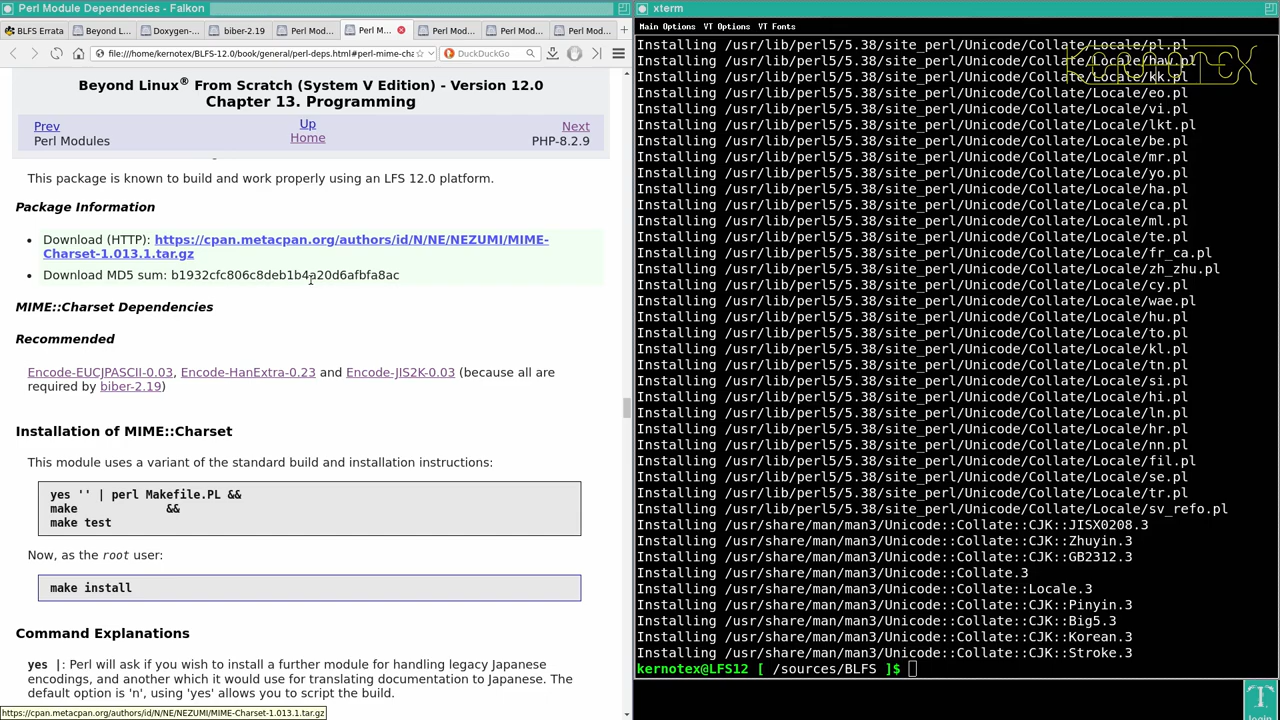 Perl Module Dependencies - Falkon
BLFS Errata
Beyond L...
Doxygen-...
biber-2.19
Perl Mod...
Perl M...
Perl Mod...
Perl Mod...
Perl Mod...
file:///home/kernotex/BLFS-12.0/book/general/perl-deps.html#perl-mime-cha
DuckDuckGo
Beyond Linux® From Scratch (System V Edition) - Version 12.0
Chapter 13. Programming
Prev
Up
Next
Perl Modules
Home
PHP-8.2.9
This package is known to build and work properly using an LFS 12.0 platform.
Package Information
• Download (HTTP): https://cpan.metacpan.org/authors/id/N/NE/NEZUMI/MIME-
Charset-1.013.1.tar.gz
• Download MD5 sum: b1932cfc806c8deb1b4a20d6afbfa8ac
MIME::Charset Dependencies
Recommended
Encode-EUCJPASCII-0.03, Encode-HanExtra-0.23 and Encode-JIS2K-0.03 (because all are
required by biber-2.19)
Installation of MIME::Charset
This module uses a variant of the standard build and installation instructions:
yes '' | perl Makefile.PL &&
make &&
make test
Now, as the root user:
make install
Command Explanations
yes |: Perl will ask if you wish to install a further module for handling legacy Japanese
encodings, and another which it would use for translating documentation to Japanese. The
default option is 'n', using 'yes' allows you to script the build.
https://cpan.metacpan.org/authors/id/N/NE/NEZUMI/MIME-Charset-1.013.1.tar.gz
xterm
Main Options VT Options VT Fonts
KERNOTEX
Installing /usr/lib/perl5/5.38/site_perl/Unicode/Collate/Locale/pl.pl
Installing /usr/lib/perl5/5.38/site_perl/Unicode/Collate/Locale/haw.pl
Installing /usr/lib/perl5/5.38/site_perl/Unicode/Collate/Locale/kk.pl
Installing /usr/lib/perl5/5.38/site_perl/Unicode/Collate/Locale/eo.pl
Installing /usr/lib/perl5/5.38/site_perl/Unicode/Collate/Locale/vi.pl
Installing /usr/lib/perl5/5.38/site_perl/Unicode/Collate/Locale/lkt.pl
Installing /usr/lib/perl5/5.38/site_perl/Unicode/Collate/Locale/be.pl
Installing /usr/lib/perl5/5.38/site_perl/Unicode/Collate/Locale/mr.pl
Installing /usr/lib/perl5/5.38/site_perl/Unicode/Collate/Locale/yo.pl
Installing /usr/lib/perl5/5.38/site_perl/Unicode/Collate/Locale/ha.pl
Installing /usr/lib/perl5/5.38/site_perl/Unicode/Collate/Locale/ca.pl
Installing /usr/lib/perl5/5.38/site_perl/Unicode/Collate/Locale/ml.pl
Installing /usr/lib/perl5/5.38/site_perl/Unicode/Collate/Locale/te.pl
Installing /usr/lib/perl5/5.38/site_perl/Unicode/Collate/Locale/fr_ca.pl
Installing /usr/lib/perl5/5.38/site_perl/Unicode/Collate/Locale/zh_zhu.pl
Installing /usr/lib/perl5/5.38/site_perl/Unicode/Collate/Locale/cy.pl
Installing /usr/lib/perl5/5.38/site_perl/Unicode/Collate/Locale/wae.pl
Installing /usr/lib/perl5/5.38/site_perl/Unicode/Collate/Locale/hu.pl
Installing /usr/lib/perl5/5.38/site_perl/Unicode/Collate/Locale/to.pl
Installing /usr/lib/perl5/5.38/site_perl/Unicode/Collate/Locale/kl.pl
Installing /usr/lib/perl5/5.38/site_perl/Unicode/Collate/Locale/tn.pl
Installing /usr/lib/perl5/5.38/site_perl/Unicode/Collate/Locale/si.pl
Installing /usr/lib/perl5/5.38/site_perl/Unicode/Collate/Locale/hi.pl
Installing /usr/lib/perl5/5.38/site_perl/Unicode/Collate/Locale/ln.pl
Installing /usr/lib/perl5/5.38/site_perl/Unicode/Collate/Locale/hr.pl
Installing /usr/lib/perl5/5.38/site_perl/Unicode/Collate/Locale/nn.pl
Installing /usr/lib/perl5/5.38/site_perl/Unicode/Collate/Locale/fil.pl
Installing /usr/lib/perl5/5.38/site_perl/Unicode/Collate/Locale/se.pl
Installing /usr/lib/perl5/5.38/site_perl/Unicode/Collate/Locale/tr.pl
Installing /usr/lib/perl5/5.38/site_perl/Unicode/Collate/Locale/sv_refo.pl
Installing /usr/share/man/man3/Unicode::Collate::CJK::JISX0208.3
Installing /usr/share/man/man3/Unicode::Collate::CJK::Zhuyin.3
Installing /usr/share/man/man3/Unicode::Collate::CJK::GB2312.3
Installing /usr/share/man/man3/Unicode::Collate.3
Installing /usr/share/man/man3/Unicode::Collate::Locale.3
Installing /usr/share/man/man3/Unicode::Collate::CJK::Pinyin.3
Installing /usr/share/man/man3/Unicode::Collate::CJK::Big5.3
Installing /usr/share/man/man3/Unicode::Collate::CJK::Korean.3
Installing /usr/share/man/man3/Unicode::Collate::CJK::Stroke.3
kernotex@LFS12 [ /sources/BLFS ]$
login